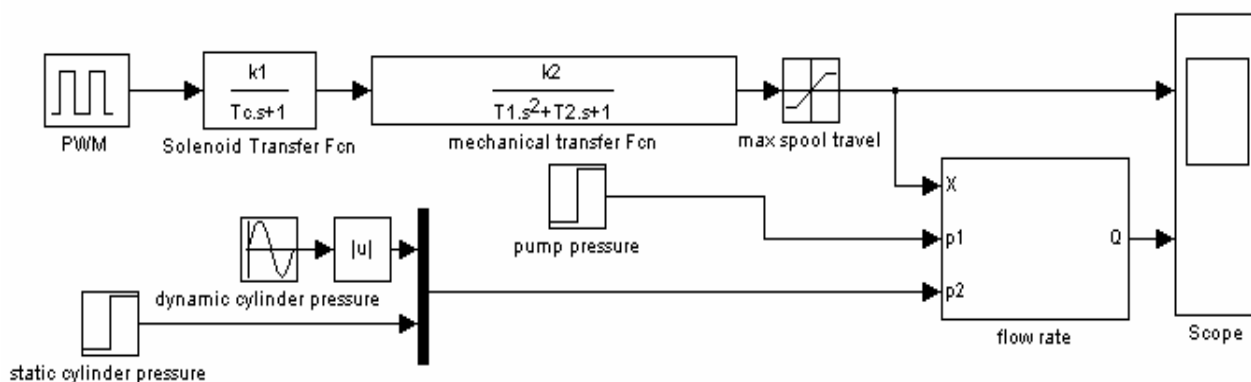 k1
Tc.s+1
k2
T1.s²+T2.s+1
PWM
Solenoid Transfer Fcn
mechanical transfer Fcn
max spool travel
X
pump pressure
p1
Q
|u|
dynamic cylinder pressure
p2
flow rate
Scope
static cylinder pressure